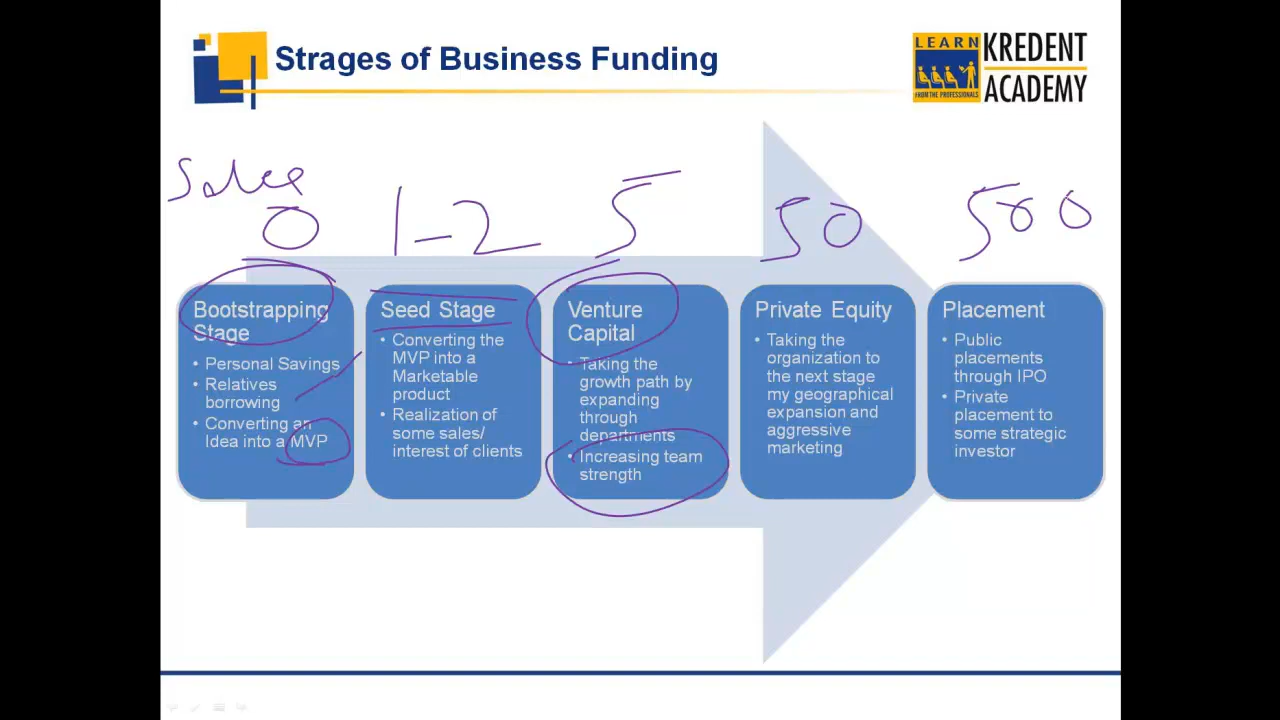 Strages of Business Funding
LEARN
FROM THE PROFESSIONALS
KREDENT
ACADEMY
Sales
0
1-2
5
50
500
Bootstrapping
Stage
• Personal Savings
• Relatives
borrowing
• Converting an
Idea into a MVP
Seed Stage
• Converting the
MVP into a
Marketable
product
• Realization of
some sales/
interest of clients
Venture
Capital
• Taking the
growth path by
expanding
through
departments
• Increasing team
strength
Private Equity
• Taking the
organization to
the next stage
my geographical
expansion and
aggressive
marketing
Placement
• Public
placements
through IPO
• Private
placement to
some strategic
investor